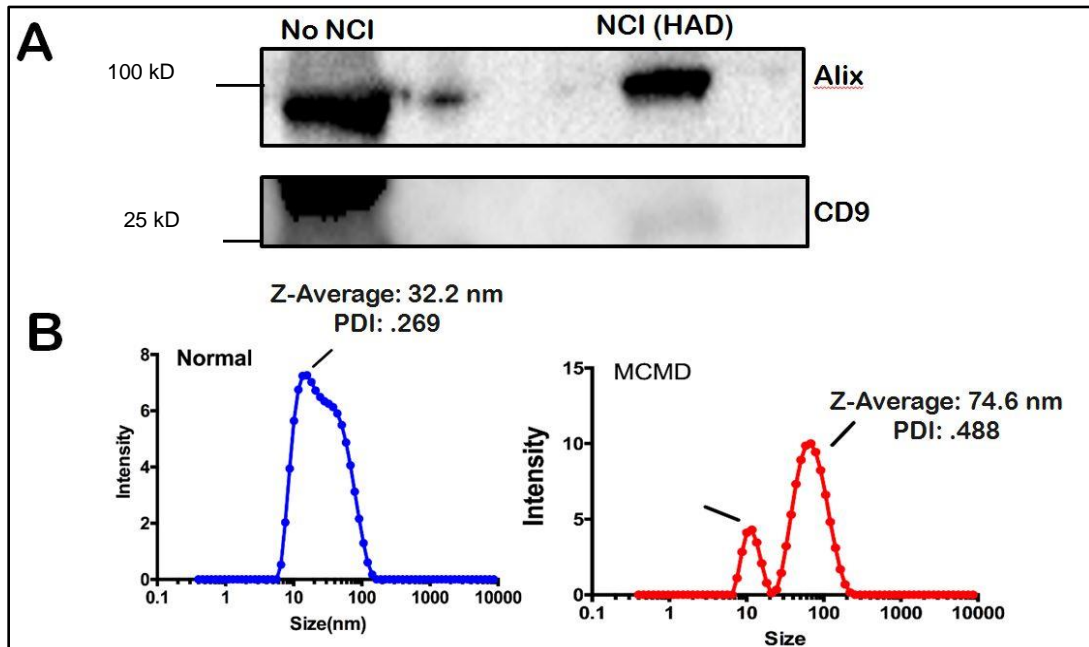 A
No NCI
NCI (HAD)
100 kD
Alix
25 kD
CD9
B
Z-Average: 32.2 nm
PDI: .269
Normal
8
6
4
2
0
Intensity
0.1 1 10 100 1000 10000
Size(nm)
MCMD
Z-Average: 74.6 nm
PDI: .488
15
10
5
0
Intensity
0.1 1 10 100 1000 10000
Size